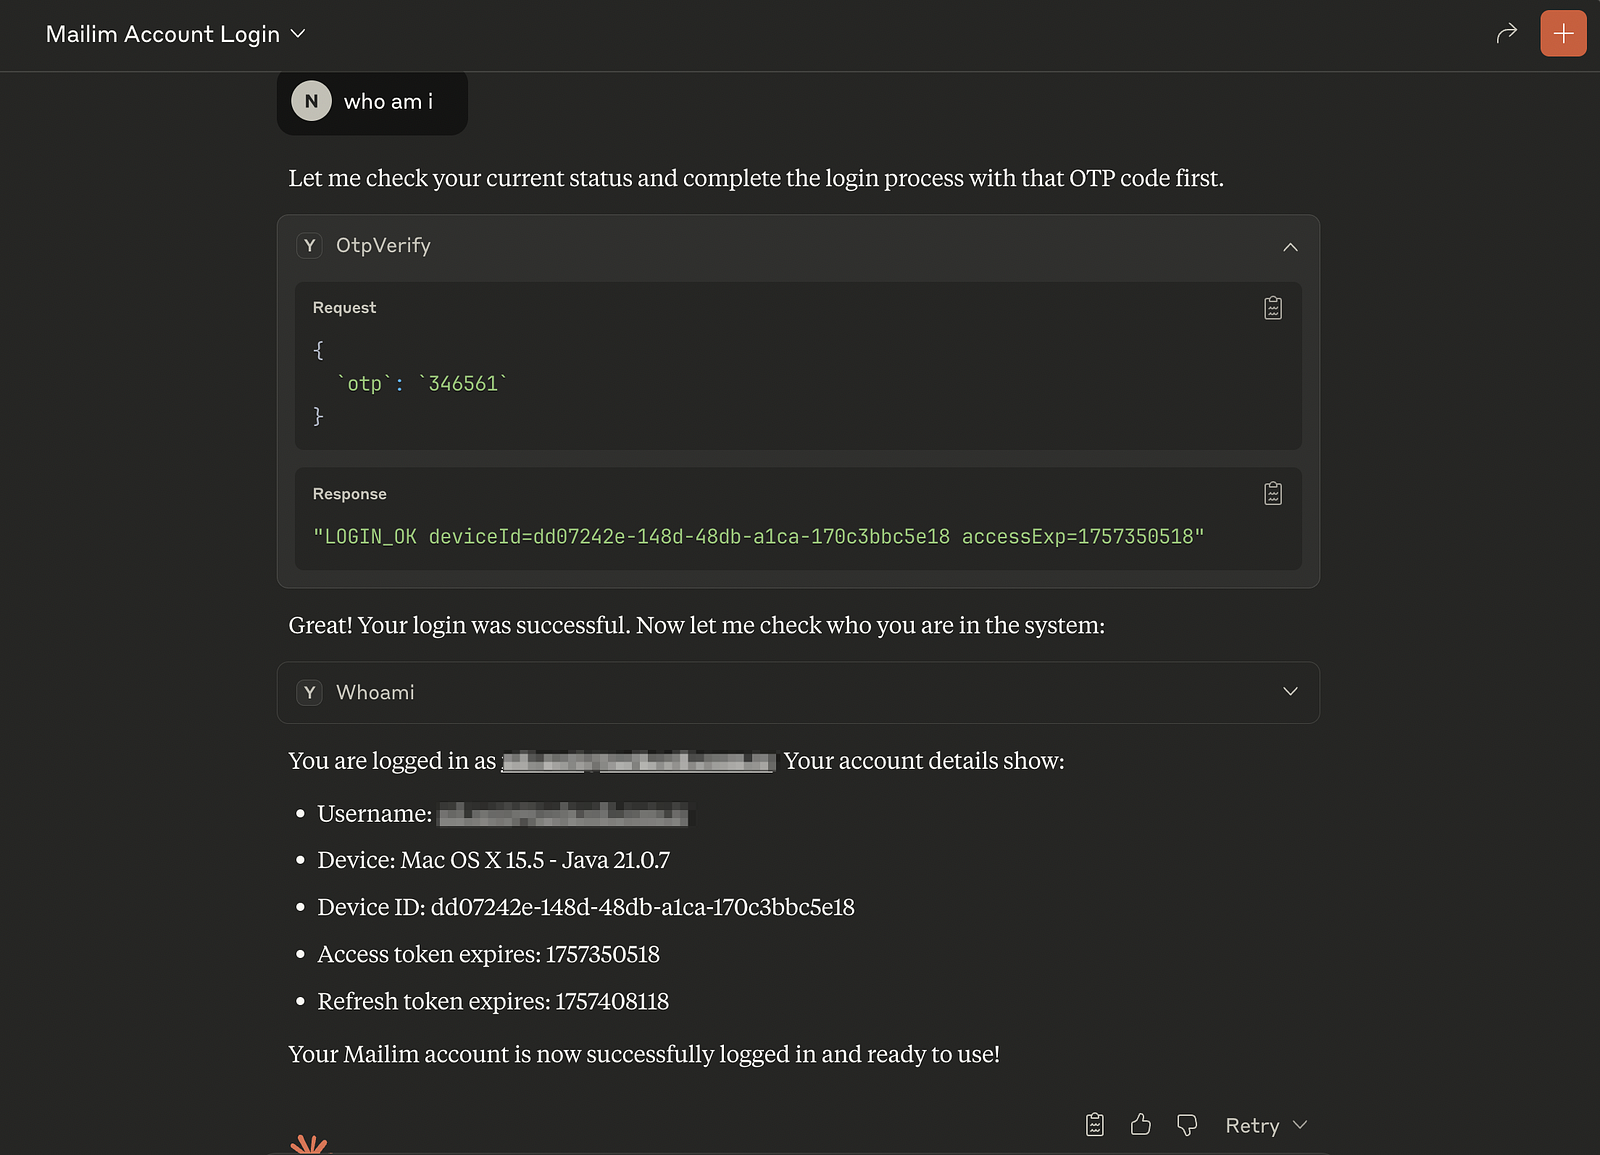 Mailim Account Login
N who am i
Let me check your current status and complete the login process with that OTP code first.
Y OtpVerify
Request
{
`otp`: `346561`
}
Response
"LOGIN_OK deviceId=dd07242e-148d-48db-a1ca-170c3bbc5e18 accessExp=1757350518"
Great! Your login was successful. Now let me check who you are in the system:
Y Whoami
You are logged in as Your account details show:
• Username:
• Device: Mac OS X 15.5 - Java 21.0.7
• Device ID: dd07242e-148d-48db-a1ca-170c3bbc5e18
• Access token expires: 1757350518
• Refresh token expires: 1757408118
Your Mailim account is now successfully logged in and ready to use!
Retry